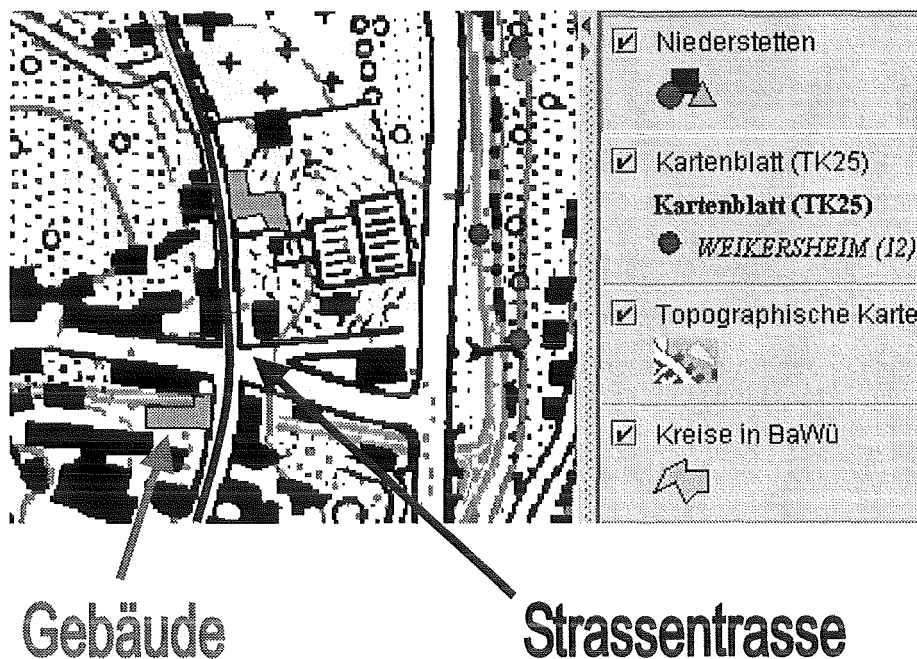 Niederstetten
Kartenblatt (TK25)
Kartenblatt (TK25)
WEIKERSHEIM (12)
Topographische Karte
Kreise in BaWü
Gebäude
Strassentrasse